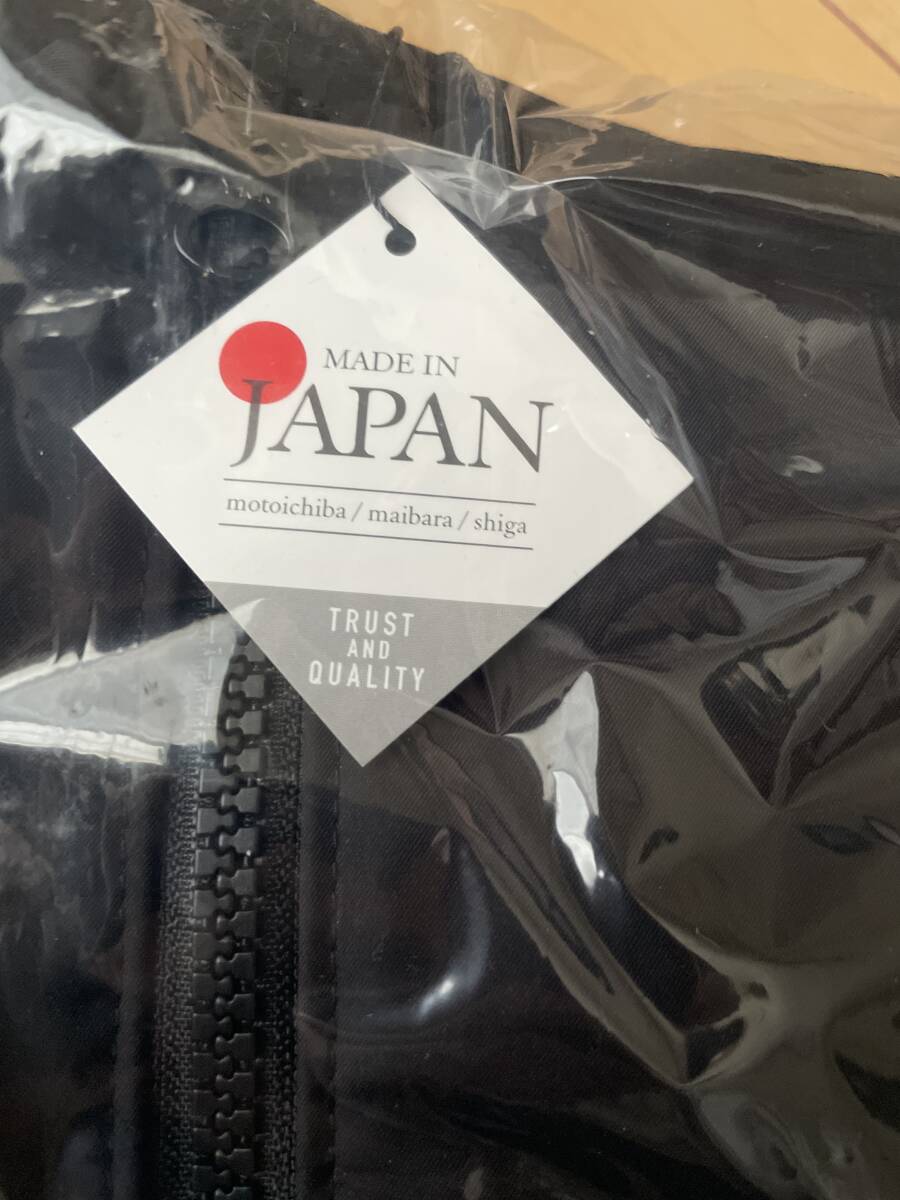 MADE IN
JAPAN
motoichiba / maibara / shiga
TRUST
AND
QUALITY